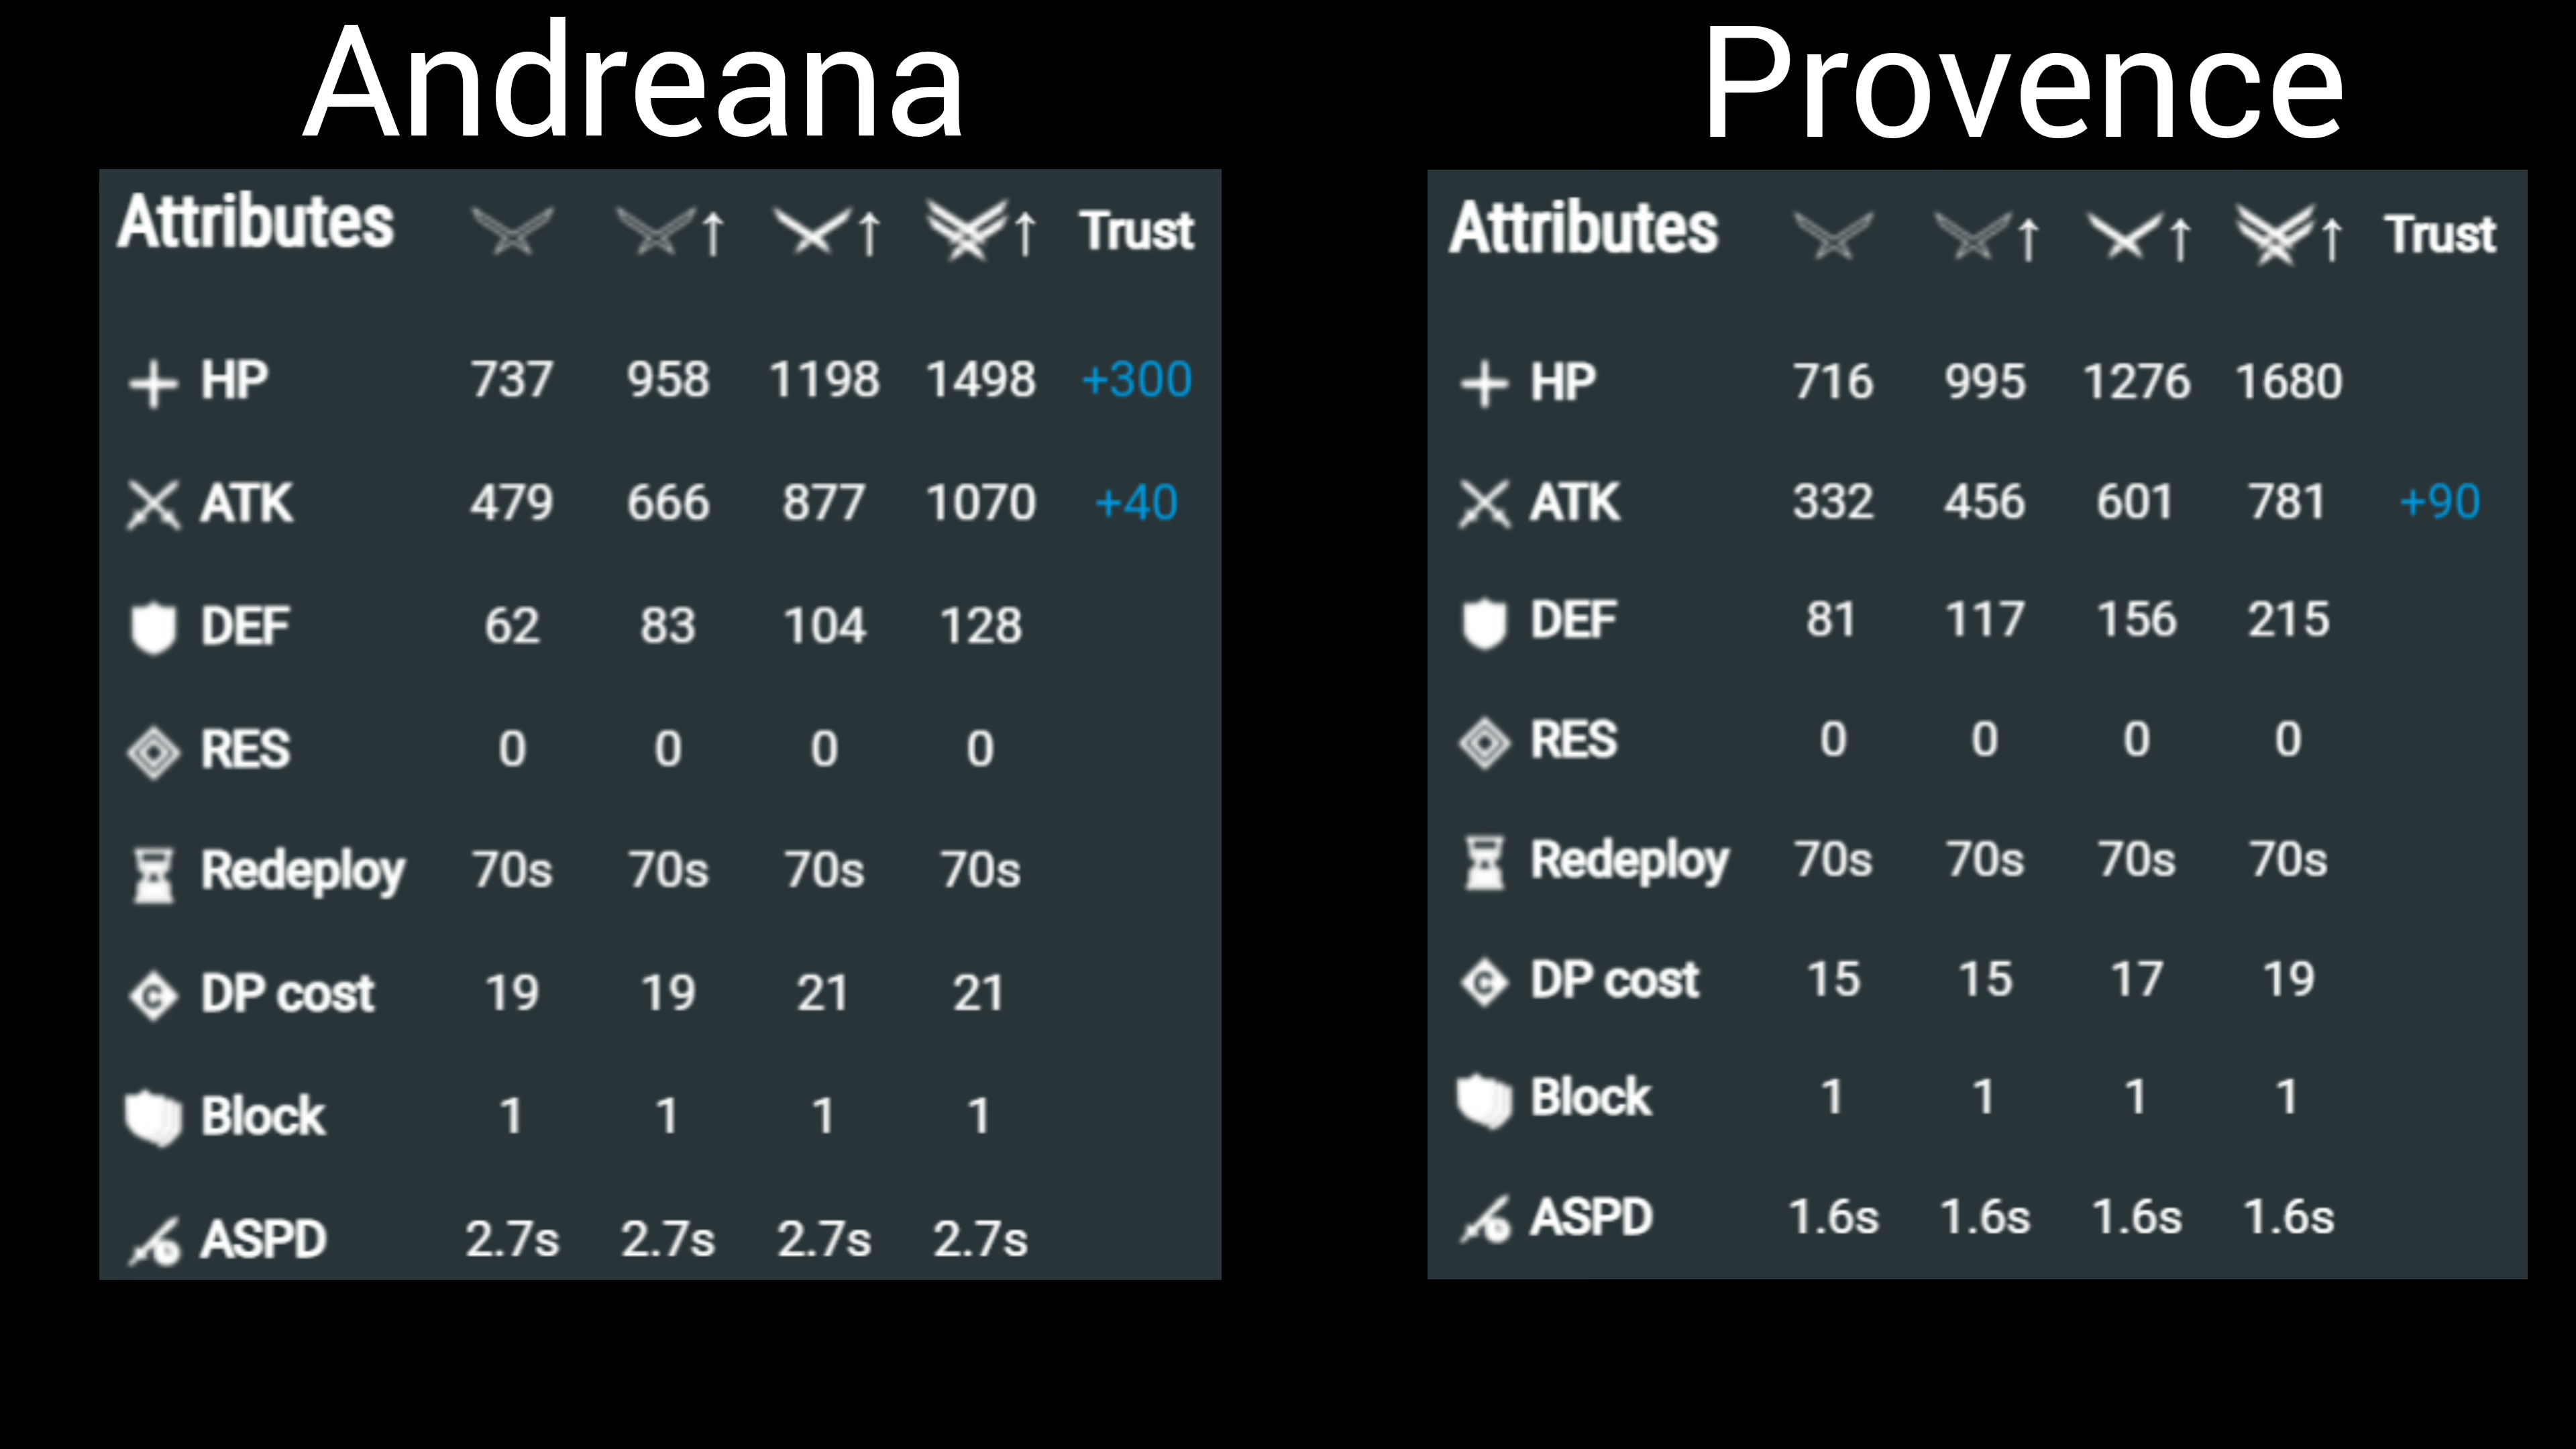 Andreana
Attributes ↑ ↑ ↑ Trust
HP 737 958 1198 1498 +300
ATK 479 666 877 1070 +40
DEF 62 83 104 128
RES 0 0 0 0
Redeploy 70s 70s 70s 70s
DP cost 19 19 21 21
Block 1 1 1 1
ASPD 2.7s 2.7s 2.7s 2.7s
Provence
Attributes ↑ ↑ ↑ Trust
HP 716 995 1276 1680
ATK 332 456 601 781 +90
DEF 81 117 156 215
RES 0 0 0 0
Redeploy 70s 70s 70s 70s
DP cost 15 15 17 19
Block 1 1 1 1
ASPD 1.6s 1.6s 1.6s 1.6s